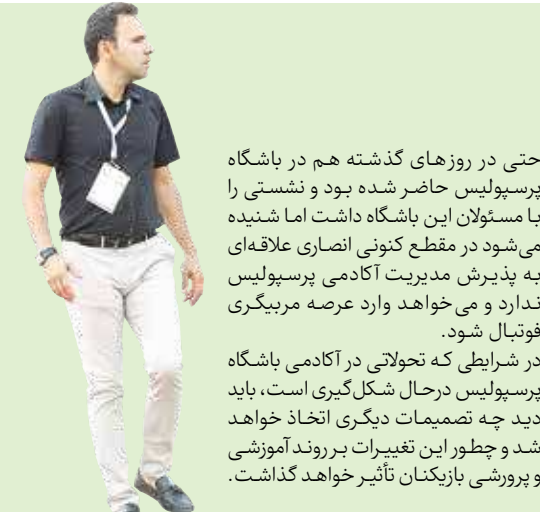 حتی در روزهای گذشته هم در باشگاه
پرسپولیس حاضر شده بود و نشستی را
با مسئولان این باشگاه داشت اما شنیده
می‌شود در مقطع کنونی انصاری علاقه‌ای
به پذیرش مدیریت آکادمی پرسپولیس
ندارد و می‌خواهد وارد عرصه مربیگری
فوتبال شود.
در شرایطی که تحولاتی در آکادمی باشگاه
پرسپولیس درحال شکل‌گیری است، باید
دید چه تصمیمات دیگری اتخاذ خواهد
شد و چطور این تغییرات بر روند آموزشی
و پرورشی بازیکنان تأثیر خواهد گذاشت.